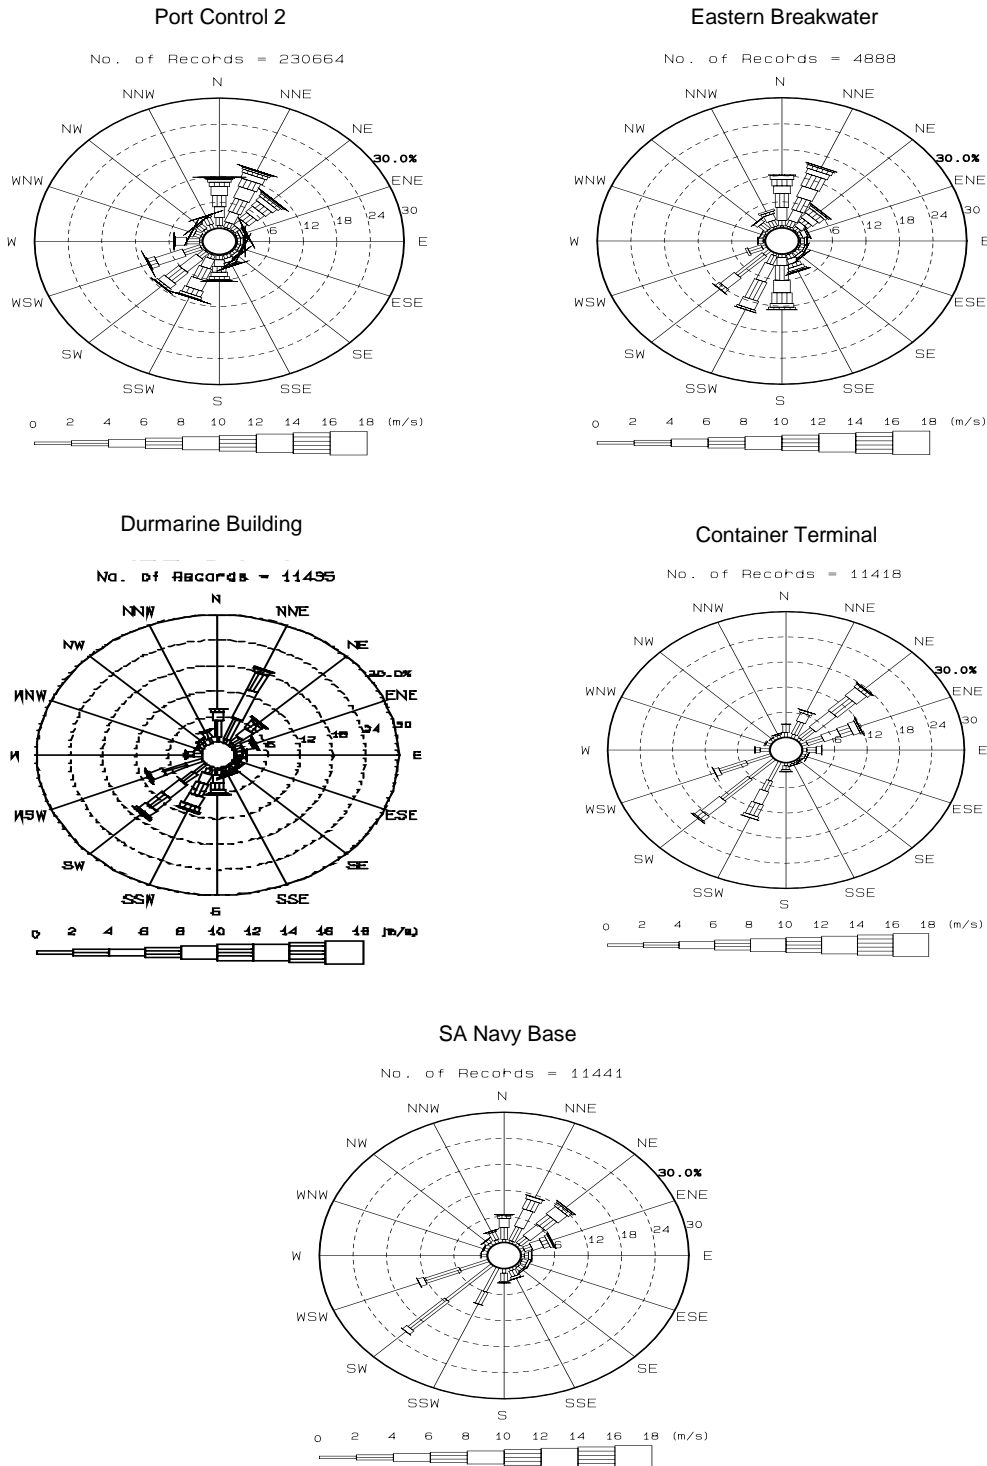 Port Control 2
Eastern Breakwater
No. of Records = 230664
No. of Records = 4888
N
NNW
NNE
NW
NE
30.0%
WNW
ENE
6
12
18
24
30
W
E
WSW
ESE
SW
SE
SSW
SSE
S
0 2 4 6 8 10 12 14 16 18 (m/s)
N
NNW
NNE
NW
NE
30.0%
WNW
ENE
6
12
18
24
30
W
E
WSW
ESE
SW
SE
SSW
SSE
S
0 2 4 6 8 10 12 14 16 18 (m/s)
Durmarine Building
Container Terminal
No. of Records = 11435
No. of Records = 11418
N
NNW
NNE
NW
NE
30.0%
WNW
ENE
6
12
18
24
30
W
E
WSW
ESE
SW
SE
SSW
SSE
S
0 2 4 6 8 10 12 14 16 18 (m/s)
N
NNW
NNE
NW
NE
30.0%
WNW
ENE
6
12
18
24
30
W
E
WSW
ESE
SW
SE
SSW
SSE
S
0 2 4 6 8 10 12 14 16 18 (m/s)
SA Navy Base
No. of Records = 11441
N
NNW
NNE
NW
NE
30.0%
WNW
ENE
6
12
18
24
30
W
E
WSW
ESE
SW
SE
SSW
SSE
S
0 2 4 6 8 10 12 14 16 18 (m/s)